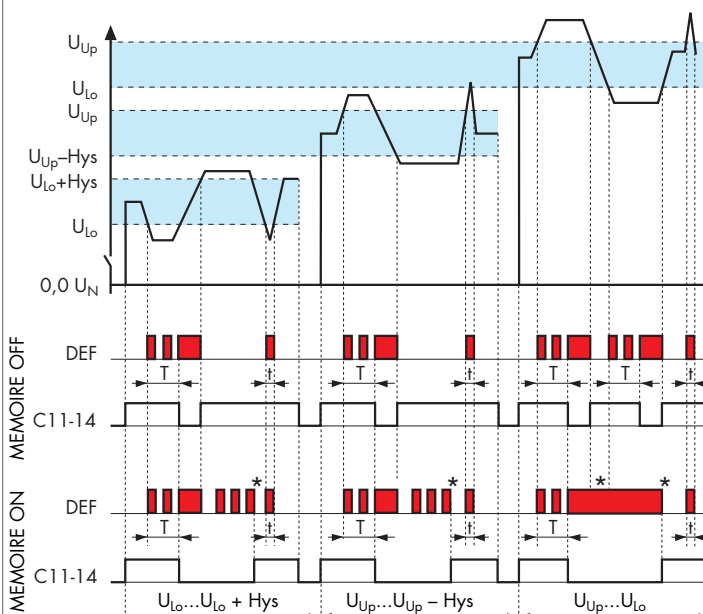 U_Up
U_Lo
U_Up
U_Up–Hys
U_Lo+Hys
U_Lo
0,0 U_N
MEMOIRE OFF
DEF
T t T t T T t
C11-14
MEMOIRE ON
* * * *
DEF
T t T t T t
C11-14
U_Lo...U_Lo + Hys U_Up...U_Up – Hys U_Up...U_Lo